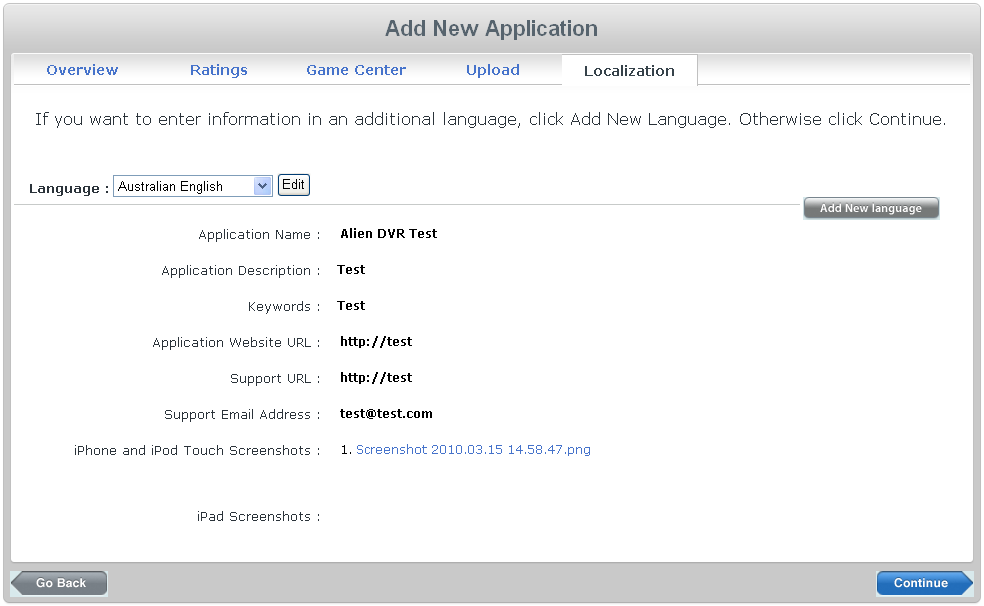 Add New Application
Overview Ratings Game Center Upload Localization
If you want to enter information in an additional language, click Add New Language. Otherwise click Continue.
Language : Australian English Edit
Add New language
Application Name : Alien DVR Test
Application Description : Test
Keywords : Test
Application Website URL : http://test
Support URL : http://test
Support Email Address : test@test.com
iPhone and iPod Touch Screenshots : 1. Screenshot 2010.03.15 14.58.47.png
iPad Screenshots :
Go Back Continue